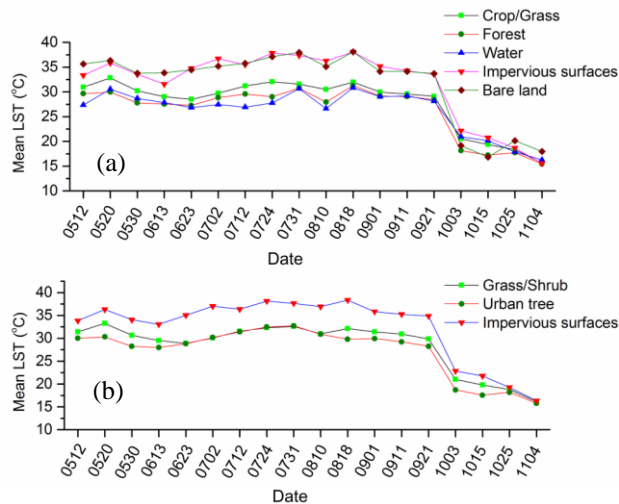 Crop/Grass
Forest
Water
Impervious surfaces
Bare land
Mean LST (°C)
40
35
30
25
20
15
10
(a)
0512 0520 0530 0613 0623 0702 0712 0724 0731 0810 0818 0901 0911 0921 1003 1015 1025 1104
Date
Grass/Shrub
Urban tree
Impervious surfaces
Mean LST (°C)
40
35
30
25
20
15
10
(b)
0512 0520 0530 0613 0623 0702 0712 0724 0731 0810 0818 0901 0911 0921 1003 1015 1025 1104
Date